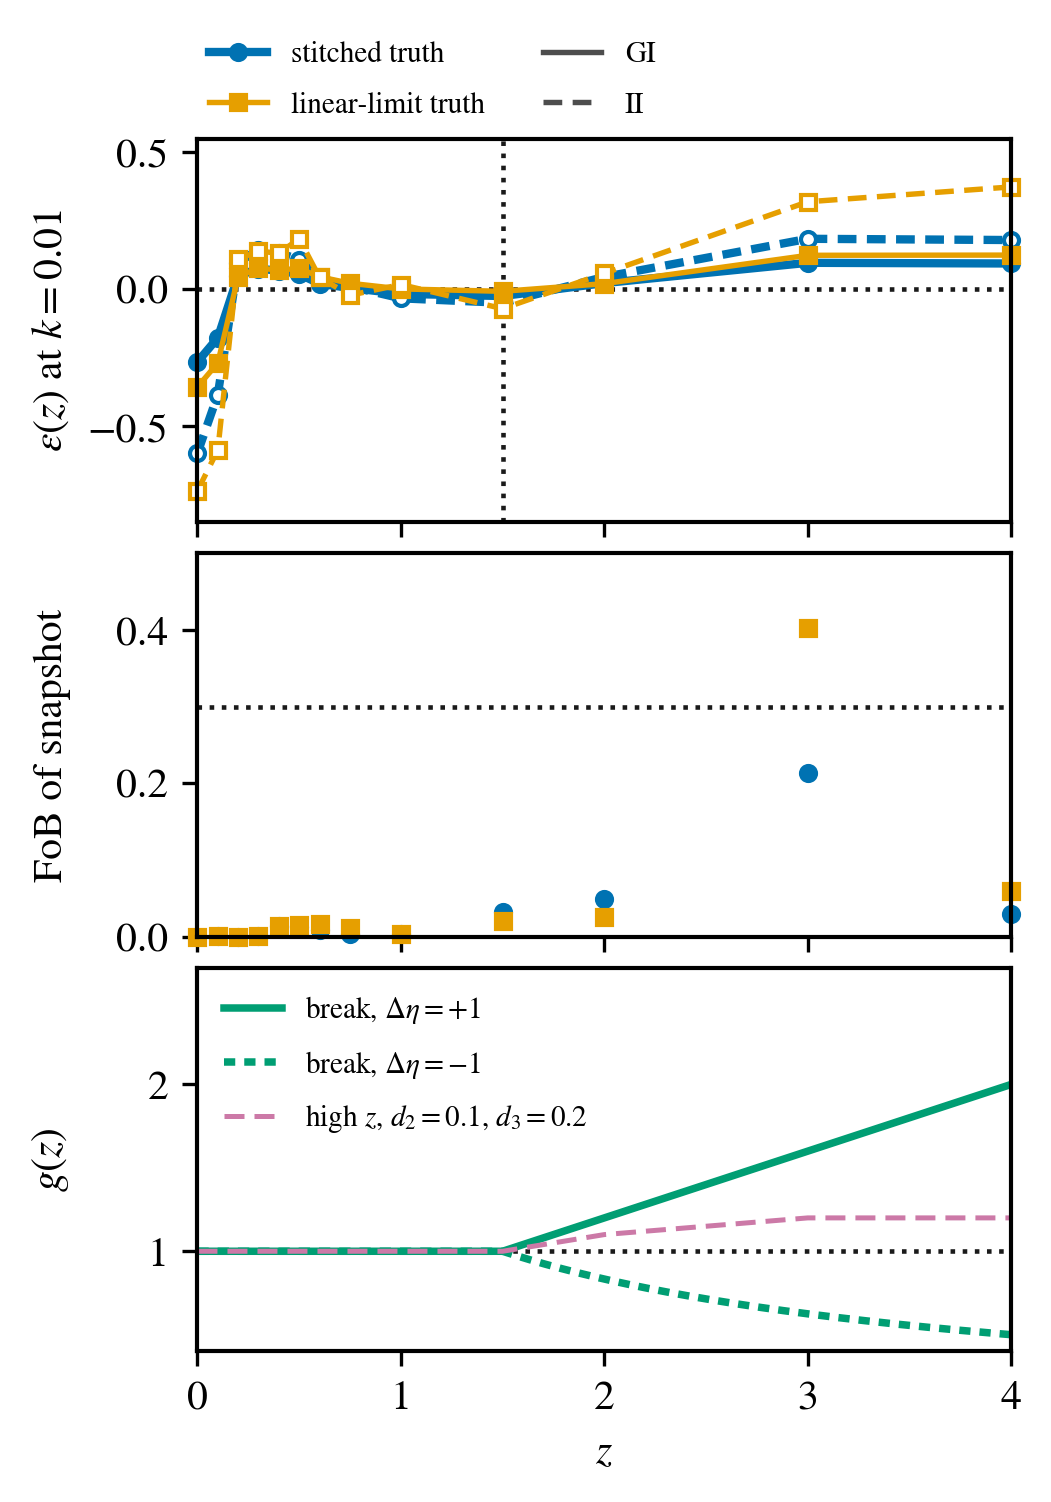 stitched truth
GI
linear-limit truth
II
0.5
0.0
−0.5
ε(z) at k = 0.01
0.4
0.2
0.0
FoB of snapshot
break, Δη = +1
break, Δη = −1
high z, d₂ = 0.1, d₃ = 0.2
2
1
g(z)
0 1 2 3 4
z